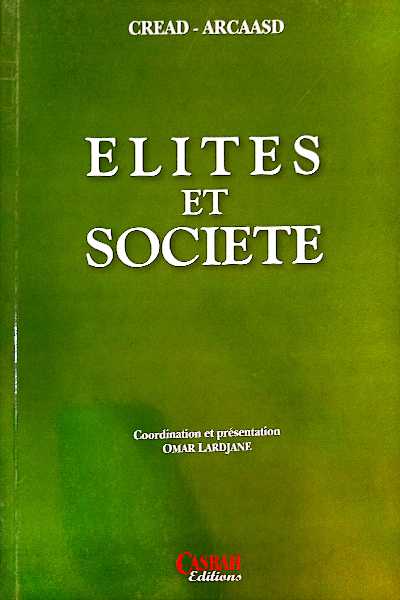 CREAD - ARCAASD
ELITES
ET
SOCIETE
Coordination et présentation
OMAR LARDJANE
CASBAH
Editions